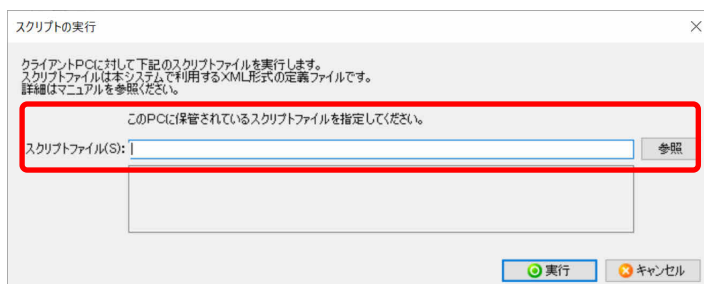 スクリプトの実行
クライアントPCに対して下記のスクリプトファイルを実行します。
スクリプトファイルは本システムで利用するXML形式の定義ファイルです。
詳細はマニュアルを参照ください。
このPCに保管されているスクリプトファイルを指定してください。
スクリプトファイル(S):
参照
実行
キャンセル